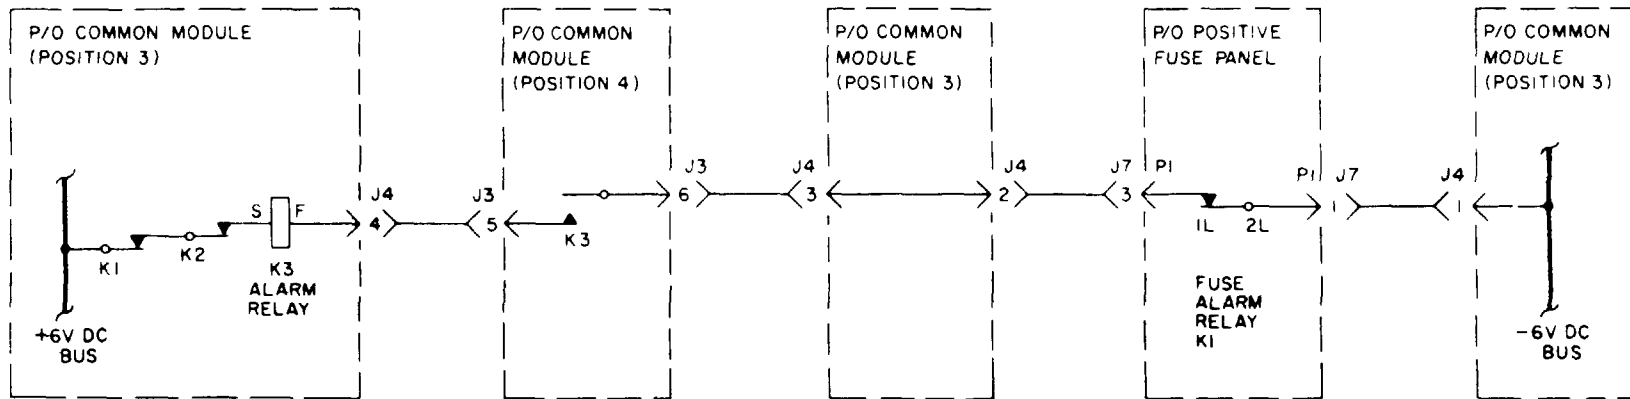 P/O COMMON MODULE
(POSITION 3)
P/O COMMON
MODULE
(POSITION 4)
P/O COMMON
MODULE
(POSITION 3)
P/O POSITIVE
FUSE PANEL
P/O COMMON
MODULE
(POSITION 3)
K1
K2
S
F
K3
ALARM
RELAY
+6V DC
BUS
J4
4
J3
5
K3
J3
6
J4
3
J4
2
J7
3
P1
1L
2L
FUSE
ALARM
RELAY
K1
P1
J7
1
J4
1
-6V DC
BUS